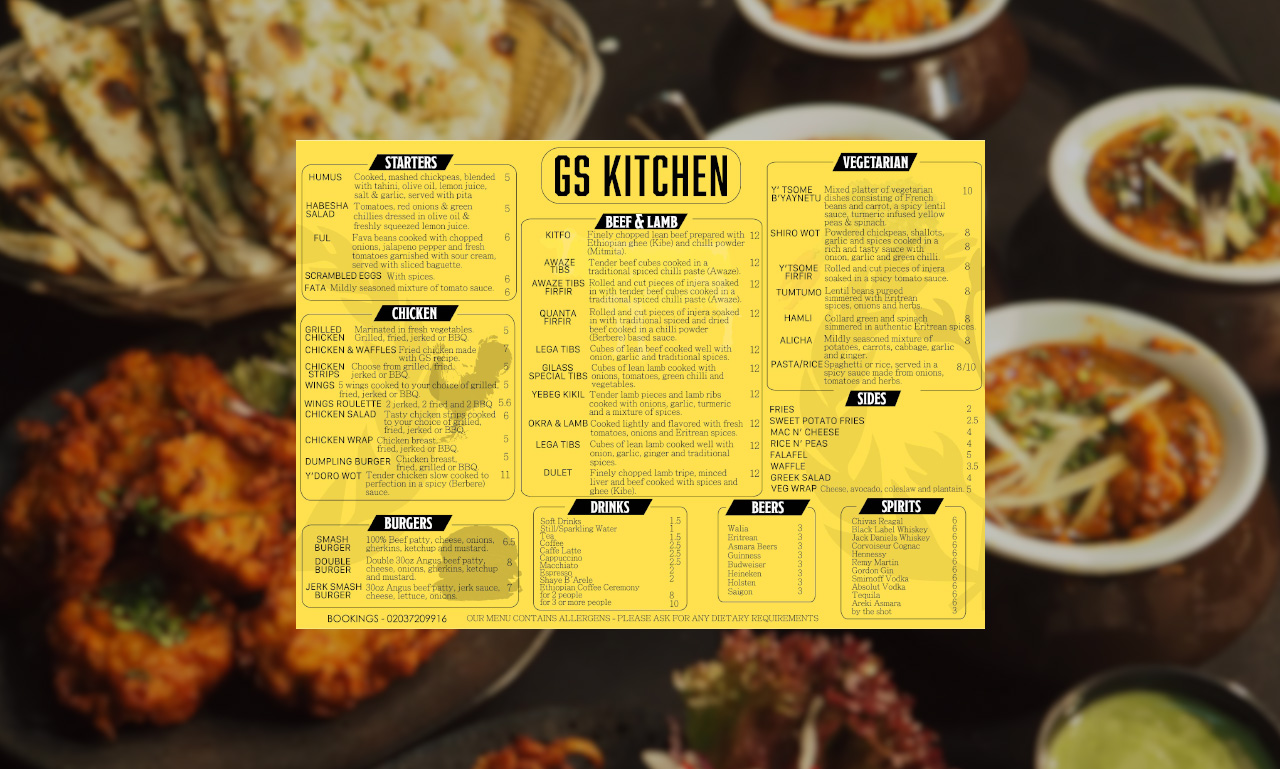 GS KITCHEN
STARTERS
HUMUS Cooked, mashed chickpeas, blended 5
with tahini, olive oil, lemon juice,
salt & garlic, served with pita
HABESHA SALAD Tomatoes, red onions & green 5
chillies dressed in olive oil &
freshly squeezed lemon juice.
FUL Fava beans cooked with chopped 6
onions, jalapeno pepper and fresh
tomatoes garnished with sour cream,
served with sliced baguette.
SCRAMBLED EGGS With spices. 6
FATA Mildly seasoned mixture of tomato sauce. 6
CHICKEN
GRILLED CHICKEN Marinated in fresh vegetables. 5
Grilled, fried, jerked or BBQ.
CHICKEN & WAFFLES Fried chicken made 7
with GS recipe.
CHICKEN STRIPS Choose from grilled, fried, 5
jerked or BBQ.
WINGS 5 wings cooked to your choice of grilled, 5
fried, jerked or BBQ.
WINGS ROULETTE 2 jerked, 2 fried and 2 BBQ 5.6
CHICKEN SALAD Tasty chicken strips cooked 6
to your choice of grilled,
fried, jerked or BBQ.
CHICKEN WRAP Chicken breast, 5
fried, jerked or BBQ.
DUMPLING BURGER Chicken breast, 5
fried, grilled or BBQ.
Y'DORO WOT Tender chicken slow cooked to 11
perfection in a spicy (Berbere)
sauce.
BURGERS
SMASH BURGER 100% Beef patty, cheese, onions, 6.5
gherkins, ketchup and mustard.
DOUBLE BURGER Double 30oz Angus beef patty, 8
cheese, onions, gherkins, ketchup
and mustard.
JERK SMASH BURGER 30oz Angus beef patty, jerk sauce, 7
cheese, lettuce, onions.
BEEF & LAMB
KITFO Finely chopped lean beef prepared with 12
Ethiopian ghee (Kibe) and chilli powder
(Mitmita).
AWAZE TIBS Tender beef cubes cooked in a 12
traditional spiced chilli paste (Awaze).
AWAZE TIBS FIRFIR Rolled and cut pieces of injera soaked 12
in with tender beef cubes cooked in a
traditional spiced chilli paste (Awaze).
QUANTA FIRFIR Rolled and cut pieces of injera soaked 12
in with traditional spiced and dried
beef cooked in a chilli powder
(Berbere) based sauce.
LEGA TIBS Cubes of lean beef cooked well with 12
onion, garlic and traditional spices.
GILASS SPECIAL TIBS Cubes of lean lamb cooked with 12
onions, tomatoes, green chilli and
vegetables.
YEBEG KIKIL Tender lamb pieces and lamb ribs 12
cooked with onions, garlic, turmeric
and a mixture of spices.
OKRA & LAMB Cooked lightly and flavored with fresh 12
tomatoes, onions and Eritrean spices.
LEGA TIBS Cubes of lean lamb cooked well with 12
onion, garlic, ginger and traditional
spices.
DULET Finely chopped lamb tripe, minced 12
liver and beef cooked with spices and
ghee (Kibe).
VEGETARIAN
Y' TSOME B'YAYNETU Mixed platter of vegetarian 10
dishes consisting of French
beans and carrot, a spicy lentil
sauce, turmeric infused yellow
peas & spinach.
SHIRO WOT Powdered chickpeas, shallots, 8
garlic and spices cooked in a
rich and tasty sauce with 8
onion, garlic and green chilli.
Y'TSOME FIRFIR Rolled and cut pieces of injera 8
soaked in a spicy tomato sauce.
TUMTUMO Lentil beans pureed 8
simmered with Eritrean
spices, onions and herbs.
HAMLI Collard green and spinach 8
simmered in authentic Eritrean spices.
ALICHA Mildly seasoned mixture of 8
potatoes, carrots, cabbage, garlic
and ginger.
PASTA/RICE Spaghetti or rice, served in a 8/10
spicy sauce made from onions,
tomatoes and herbs.
SIDES
FRIES 2
SWEET POTATO FRIES 2.5
MAC N' CHEESE 4
RICE N' PEAS 4
FALAFEL 5
WAFFLE 3.5
GREEK SALAD 4
VEG WRAP Cheese, avocado, coleslaw and plantain. 5
DRINKS
Soft Drinks 1.5
Still/Sparkling Water 1
Tea 1.5
Coffee 2.5
Caffe Latte 2.5
Cappuccino 2.5
Macchiato 2
Espresso 2
Shaye B'Arele
Ethiopian Coffee Ceremony
for 2 people 8
for 3 or more people 10
BEERS
Walia 3
Eritrean 3
Asmara Beers 3
Guinness 3
Budweiser 3
Heineken 3
Holsten 3
Saigon 3
SPIRITS
Chivas Reagal 6
Black Label Whiskey 6
Jack Daniels Whiskey 6
Corvoiseur Cognac 6
Hennessy 6
Remy Martin 6
Gordon Gin 6
Smirnoff Vodka 6
Absolut Vodka 6
Tequila 6
Areki Asmara 6
by the shot 3
BOOKINGS - 02037209916 OUR MENU CONTAINS ALLERGENS - PLEASE ASK FOR ANY DIETARY REQUIREMENTS